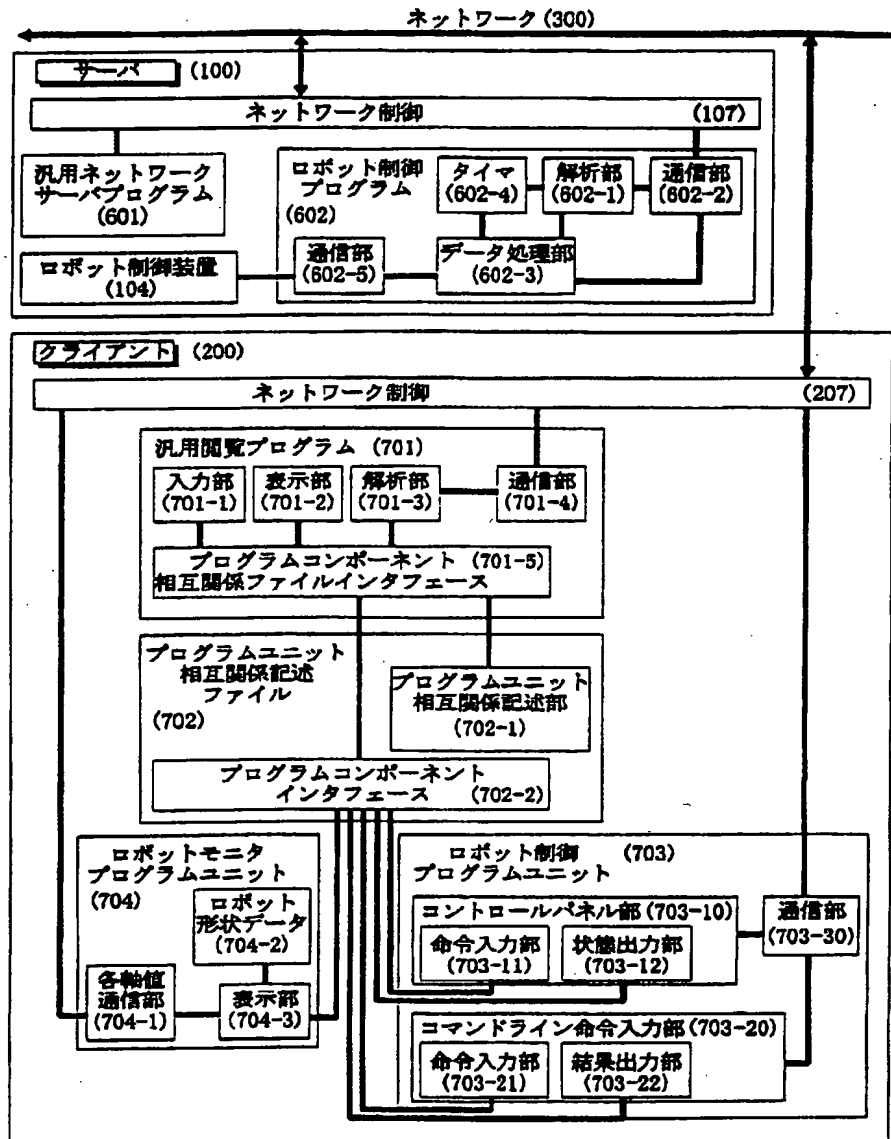 ネットワーク(300)
サーバ (100)
ネットワーク制御 (107)
汎用ネットワーク
サーバプログラム
(601)
ロボット制御
プログラム
(602)
タイマ
(602-4)
解析部
(602-1)
通信部
(602-2)
ロボット制御装置
(104)
通信部
(602-5)
データ処理部
(602-3)
クライアント (200)
ネットワーク制御 (207)
汎用閲覧プログラム (701)
入力部
(701-1)
表示部
(701-2)
解析部
(701-3)
通信部
(701-4)
プログラムコンポーネント (701-5)
相互関係ファイルインタフェース
プログラムユニット
相互関係記述
ファイル
(702)
プログラムユニット
相互関係記述部
(702-1)
プログラムコンポーネント
インタフェース (702-2)
ロボットモニタ
プログラムユニット
(704)
ロボット
形状データ
(704-2)
各軸値
通信部
(704-1)
表示部
(704-3)
ロボット制御 (703)
プログラムユニット
コントロールパネル部(703-10)
命令入力部
(703-11)
状態出力部
(703-12)
通信部
(703-30)
コマンドライン命令入力部(703-20)
命令入力部
(703-21)
結果出力部
(703-22)